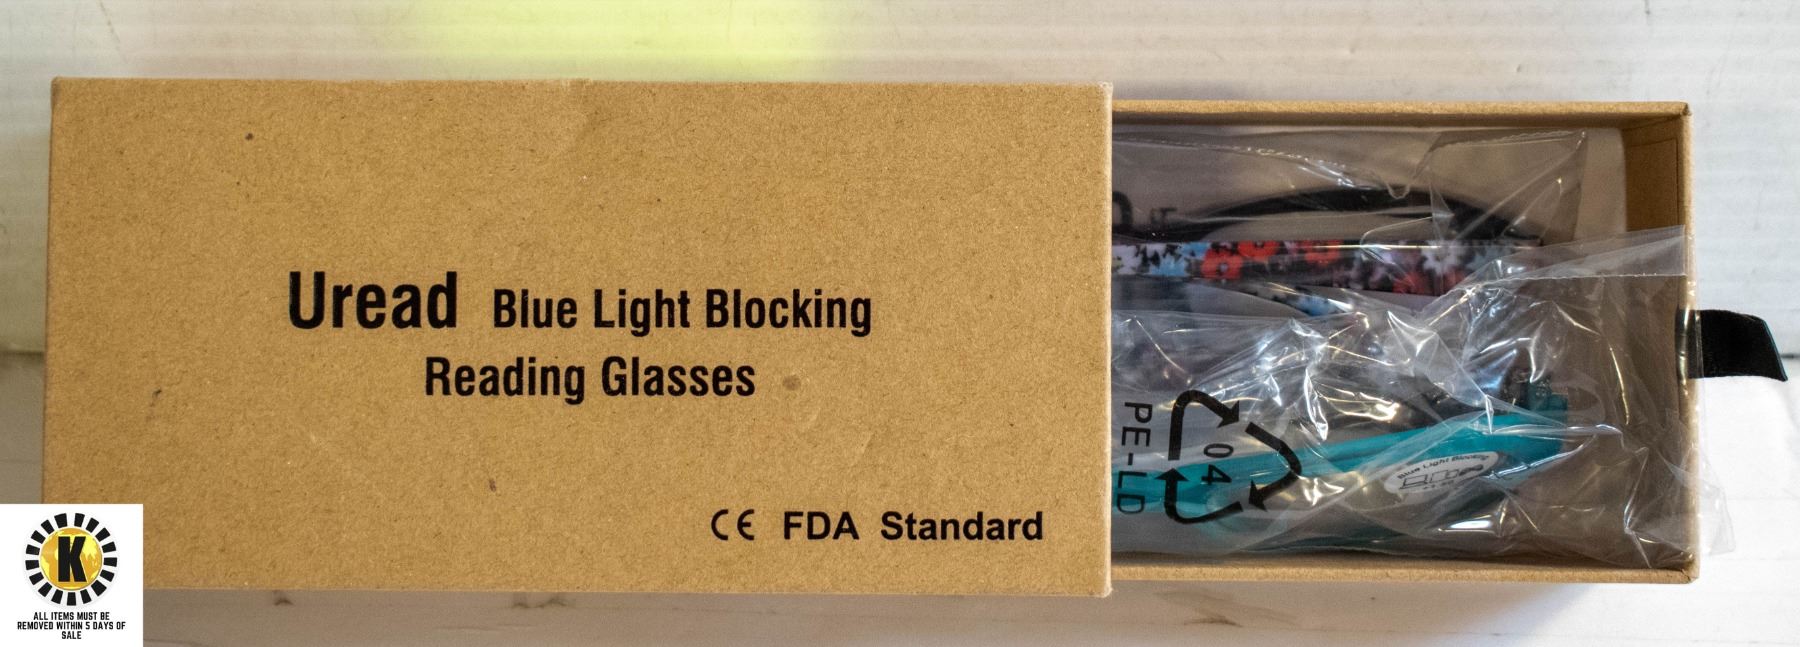 Uread Blue Light Blocking
Reading Glasses
CE FDA Standard
04
PE-LD
Blue Light Blocking
K
ALL ITEMS MUST BE
REMOVED WITHIN 5 DAYS OF
SALE